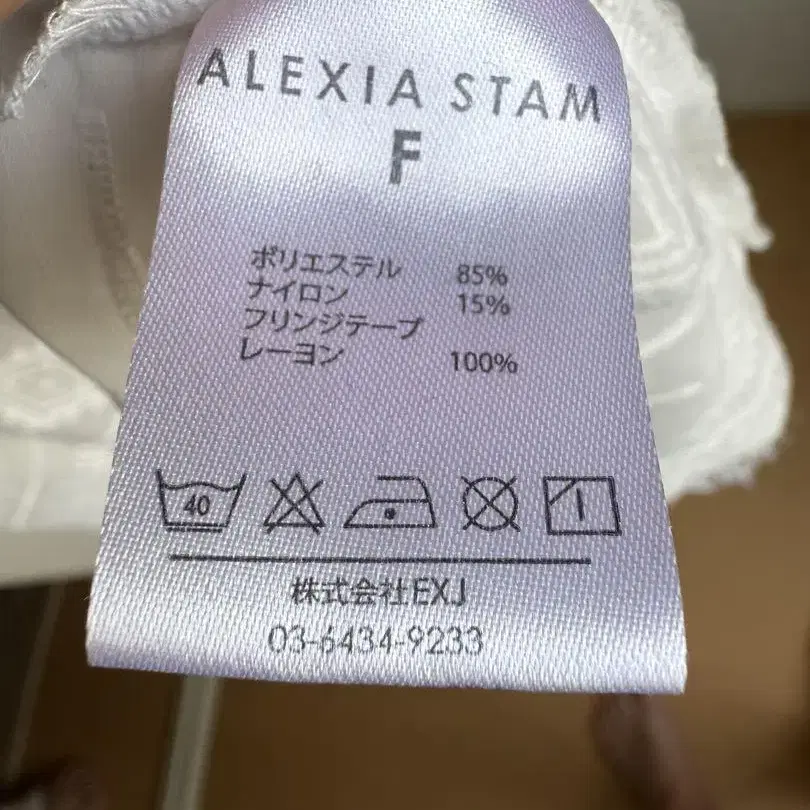 ALEXIA STAM
F
ポリエステル 85%
ナイロン 15%
フリンジテープ
レーヨン 100%
40
株式会社EXJ
03-6434-9233